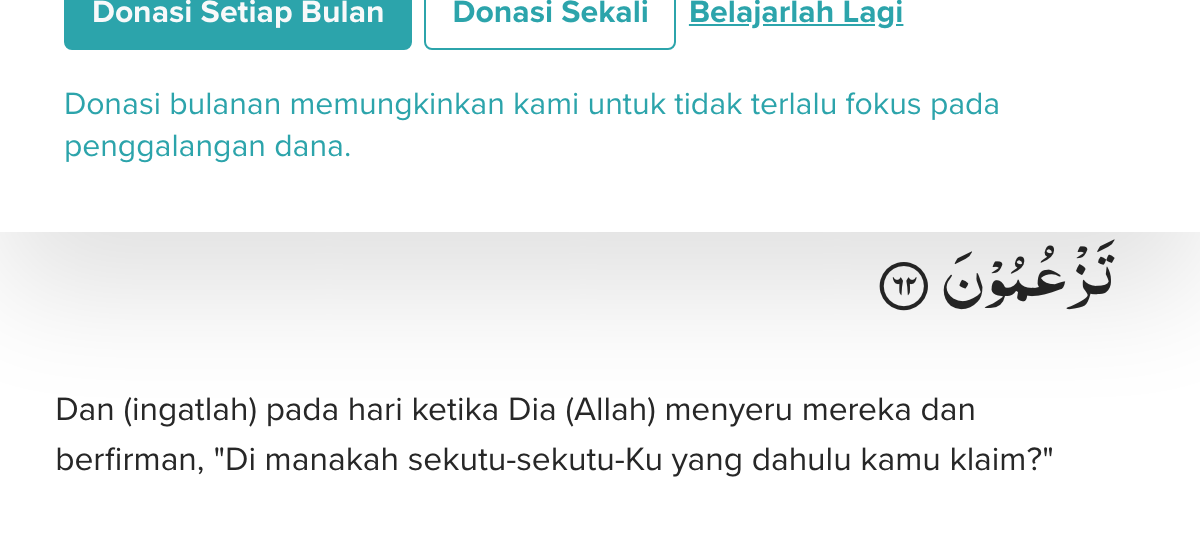 Donasi Setiap Bulan Donasi Sekali Belajarlah Lagi
Donasi bulanan memungkinkan kami untuk tidak terlalu fokus pada
penggalangan dana.
تَزْعُمُوْنَ ٦٢
Dan (ingatlah) pada hari ketika Dia (Allah) menyeru mereka dan
berfirman, "Di manakah sekutu-sekutu-Ku yang dahulu kamu klaim?"